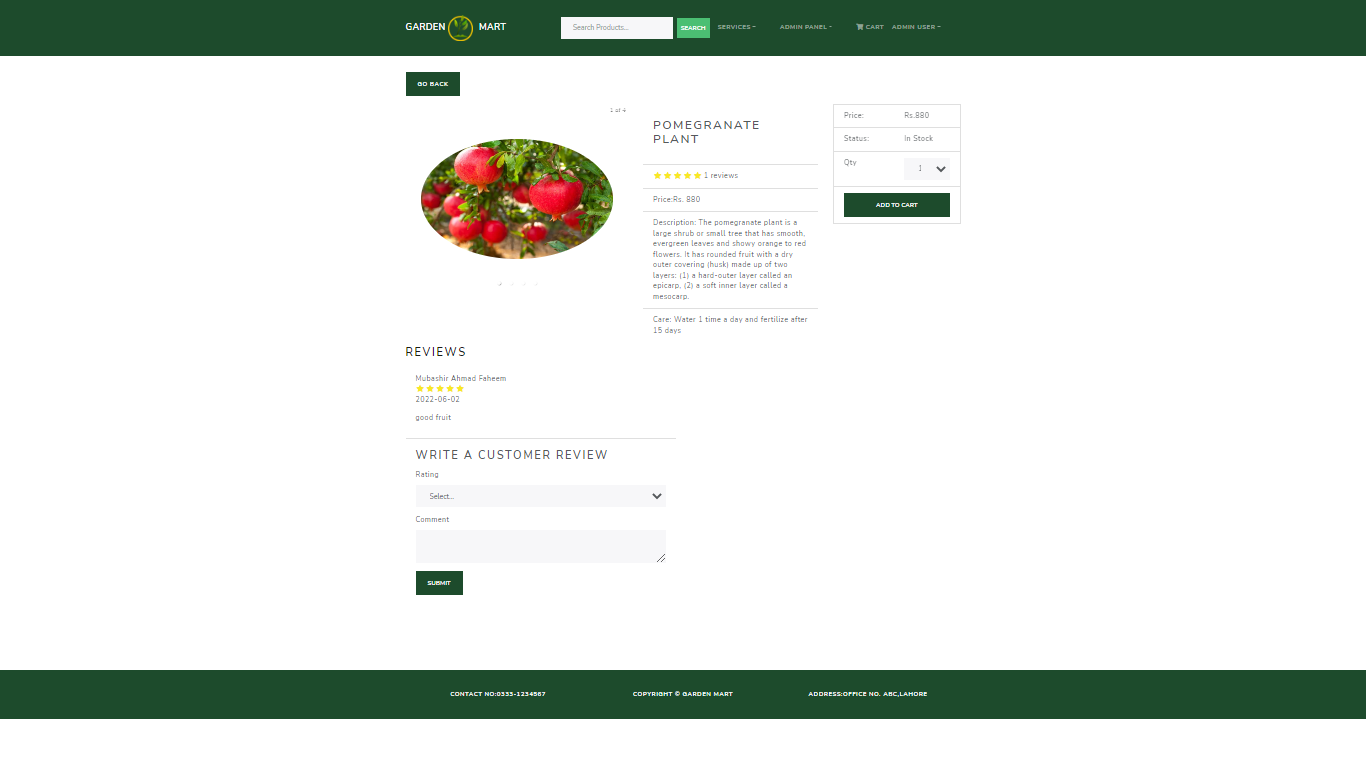 GARDEN MART
Search Products...
SEARCH
SERVICES
ADMIN PANEL
CART
ADMIN USER
GO BACK
1 of 4
POMEGRANATE
PLANT
1 reviews
Price:Rs. 880
Description: The pomegranate plant is a
large shrub or small tree that has smooth,
evergreen leaves and showy orange to red
flowers. It has rounded fruit with a dry
outer covering (husk) made up of two
layers: (1) a hard-outer layer called an
epicarp, (2) a soft inner layer called a
mesocarp.
Care: Water 1 time a day and fertilize after
15 days
Price: Rs.880
Status: In Stock
Qty 1
ADD TO CART
REVIEWS
Mubashir Ahmad Faheem
2022-06-02
good fruit
WRITE A CUSTOMER REVIEW
Rating
Select...
Comment
SUBMIT
CONTACT NO:0333-1234567
COPYRIGHT © GARDEN MART
ADDRESS:OFFICE NO. ABC,LAHORE